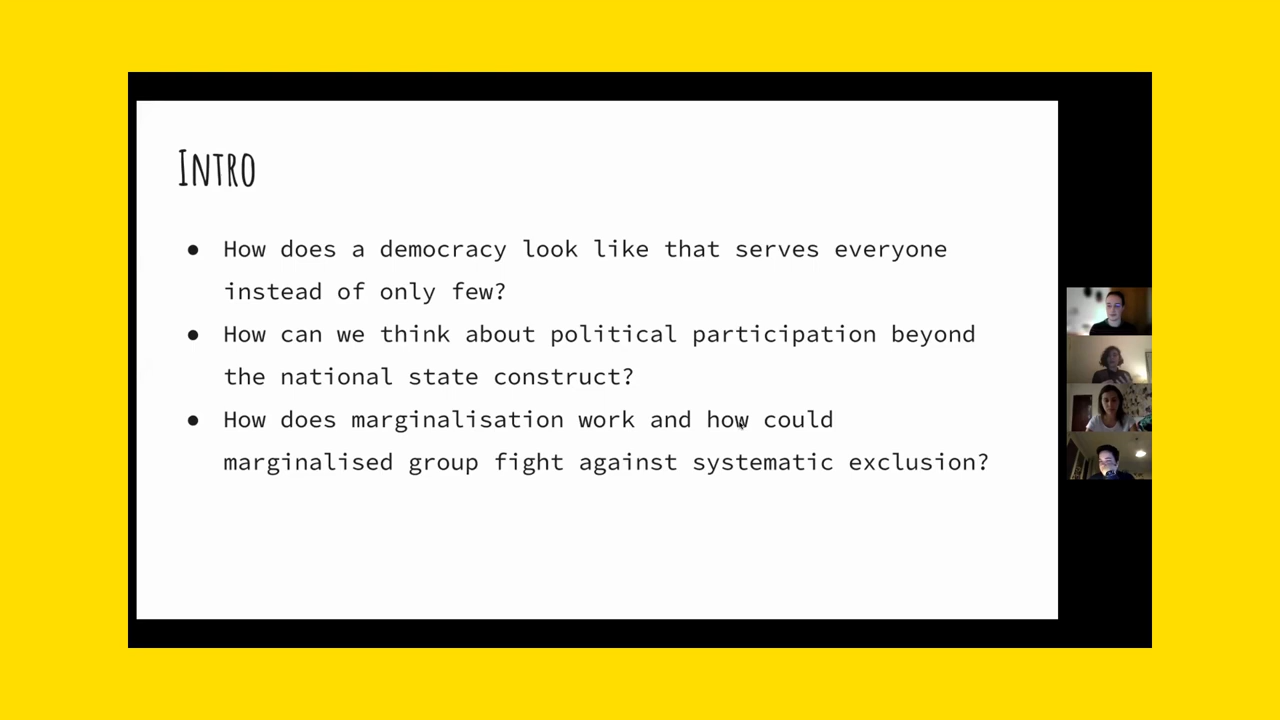 Intro
● How does a democracy look like that serves everyone
instead of only few?
● How can we think about political participation beyond
the national state construct?
● How does marginalisation work and how could
marginalised group fight against systematic exclusion?